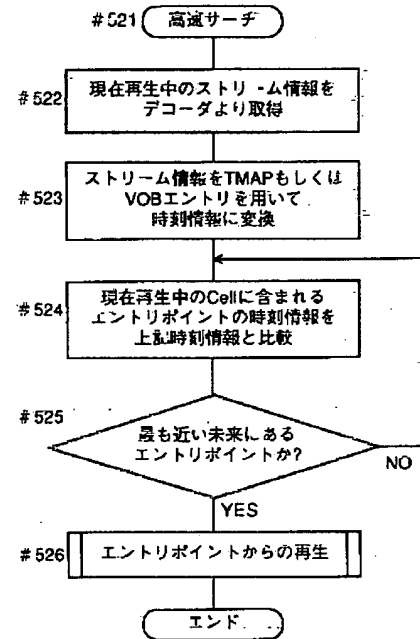 #521 高速サーチ
#522 現在再生中のストリーム情報を
デコーダより取得
#523 ストリーム情報をTMAPもしくは
VOBエントリを用いて
時刻情報に変換
#524 現在再生中のCellに含まれる
エントリポイントの時刻情報を
上記時刻情報と比較
#525 最も近い未来にある
エントリポイントか?
NO
YES
#526 エントリポイントからの再生
エンド